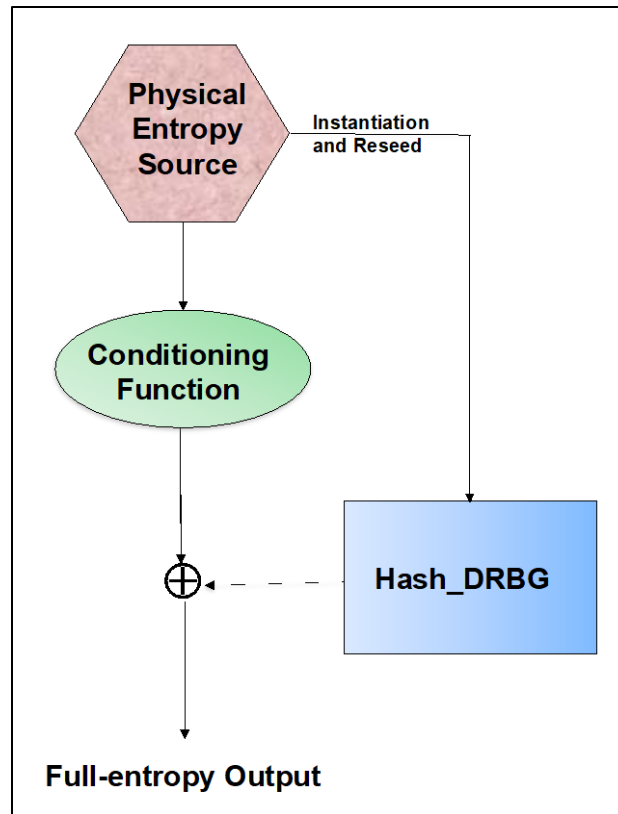 Physical
Entropy
Source
Instantiation
and Reseed
Conditioning
Function
Hash_DRBG
Full-entropy Output